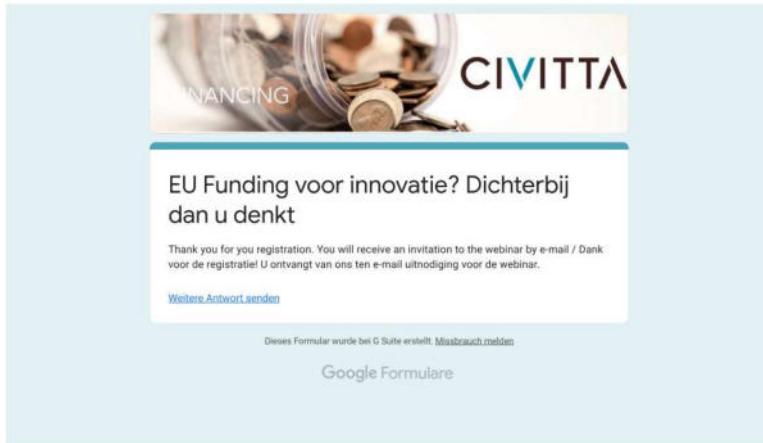 FINANCING
CIVITTA
EU Funding voor innovatie? Dichterbij
dan u denkt
Thank you for you registration. You will receive an invitation to the webinar by e-mail / Dank
voor de registratie! U ontvangt van ons ten e-mail uitnodiging voor de webinar.
Weitere Antwort senden
Dieses Formular wurde bei G Suite erstellt. Missbrauch melden
Google Formulare